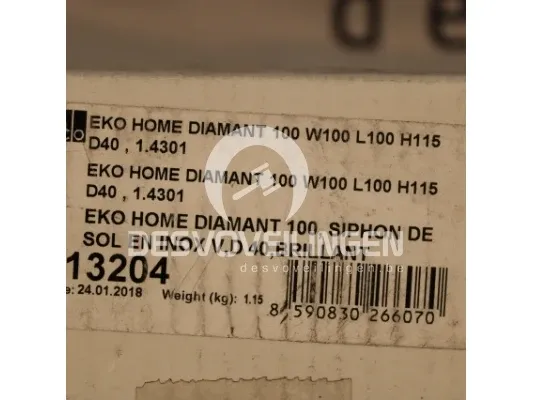 de
do
EKO HOME DIAMANT 100 W100 L100 H115
D40 , 1.4301
EKO HOME DIAMANT 100 W100 L100 H115
D40 , 1.4301
EKO HOME DIAMANT 100, SIPHON DE
SOL EN INOX V.D 40,BRILLANT
DESVOVEILINGEN
desvoveilingen.be
13204
e: 24.01.2018 Weight (kg): 1.15
8 590830 266070